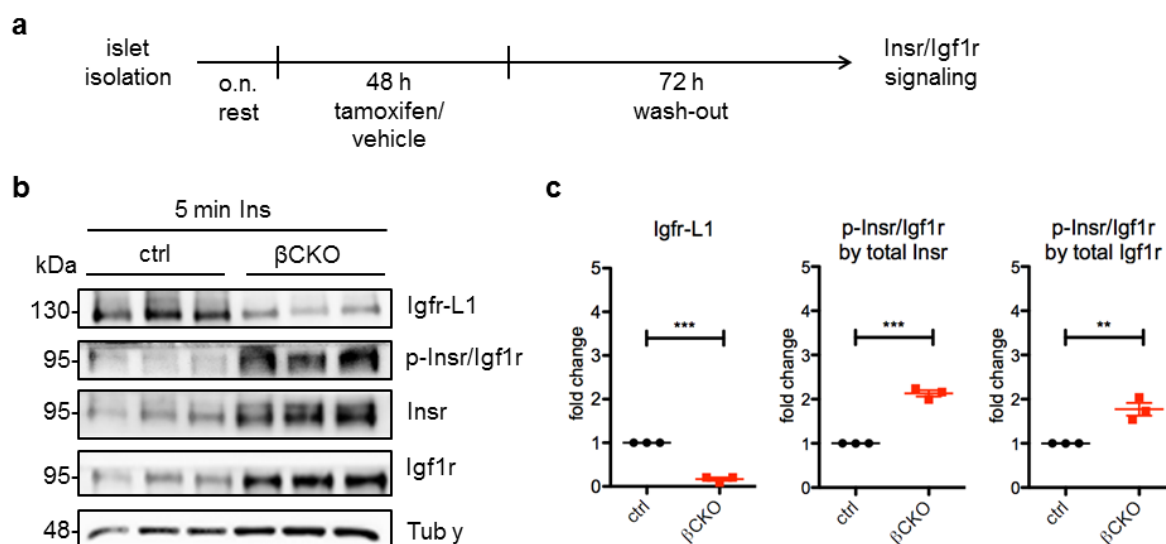 a
islet
isolation
o.n.
rest
48 h
tamoxifen/
vehicle
72 h
wash-out
Insr/Igf1r
signaling
b
5 min Ins
kDa
ctrl
βCKO
130-
Igfr-L1
95-
p-Insr/Igf1r
95-
Insr
95-
Igf1r
48-
Tub γ
c
Igfr-L1
fold change
5
4
3
2
1
0
***
ctrl
βCKO
p-Insr/Igf1r
by total Insr
fold change
5
4
3
2
1
0
***
ctrl
βCKO
p-Insr/Igf1r
by total Igf1r
fold change
5
4
3
2
1
0
**
ctrl
βCKO